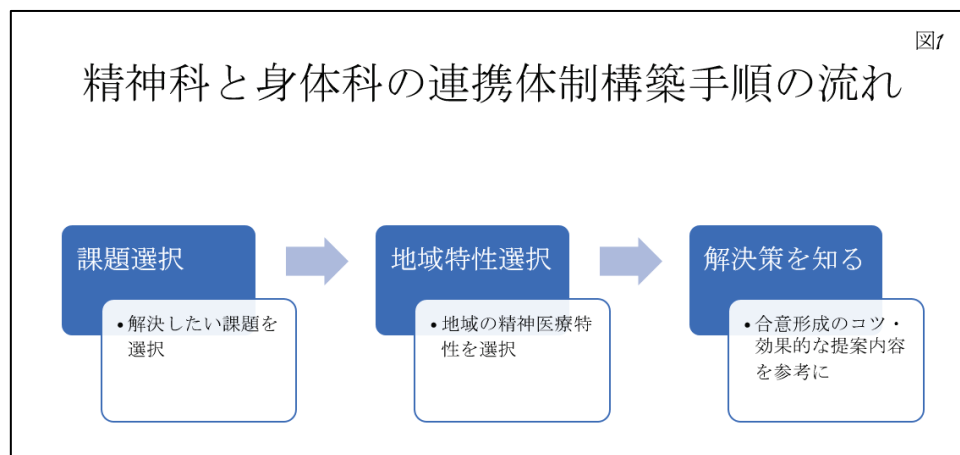 図1
精神科と身体科の連携体制構築手順の流れ
課題選択
•解決したい課題を
選択
地域特性選択
•地域の精神医療特
性を選択
解決策を知る
•合意形成のコツ・
効果的な提案内容
を参考に